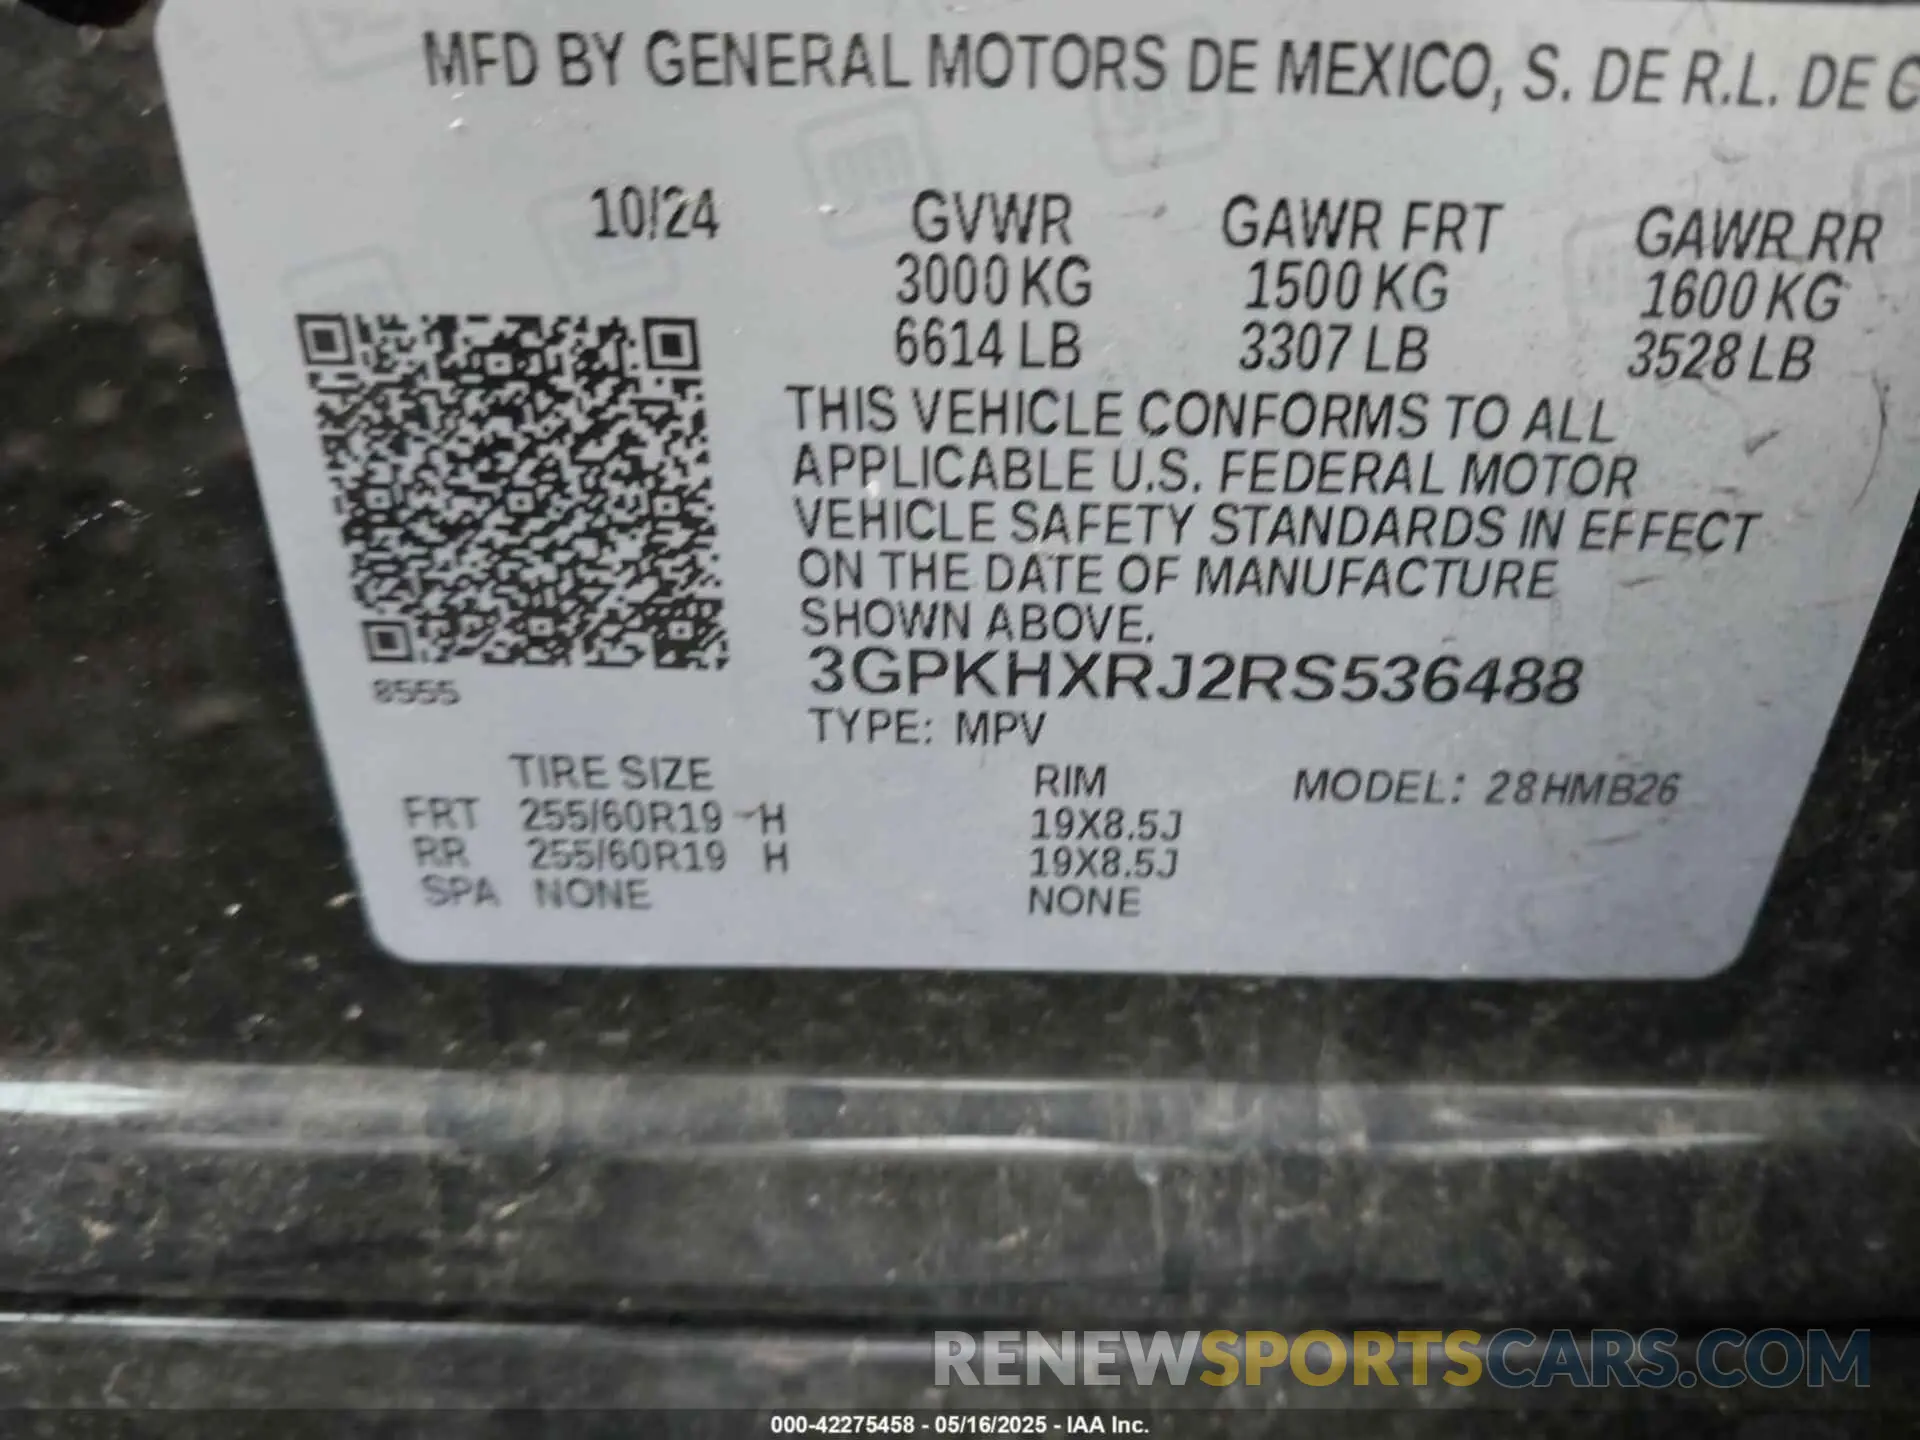 MFD BY GENERAL MOTORS DE MEXICO, S. DE R.L. DE C
10/24 GVWR GAWR FRT GAWR RR
3000 KG 1500 KG 1600 KG
6614 LB 3307 LB 3528 LB
THIS VEHICLE CONFORMS TO ALL
APPLICABLE U.S. FEDERAL MOTOR
VEHICLE SAFETY STANDARDS IN EFFECT
ON THE DATE OF MANUFACTURE
SHOWN ABOVE.
3GPKHXRJ2RS536488
8555
TYPE: MPV
TIRE SIZE RIM MODEL: 28HMB26
FRT 255/60R19 H 19X8.5J
RR 255/60R19 H 19X8.5J
SPA NONE NONE
RENEWSPORTSCARS.COM
000-42275458 - 05/16/2025 - IAA Inc.